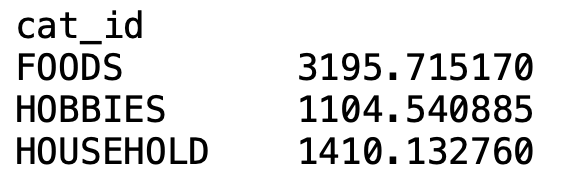 cat_id
FOODS 3195.715170
HOBBIES 1104.540885
HOUSEHOLD 1410.132760